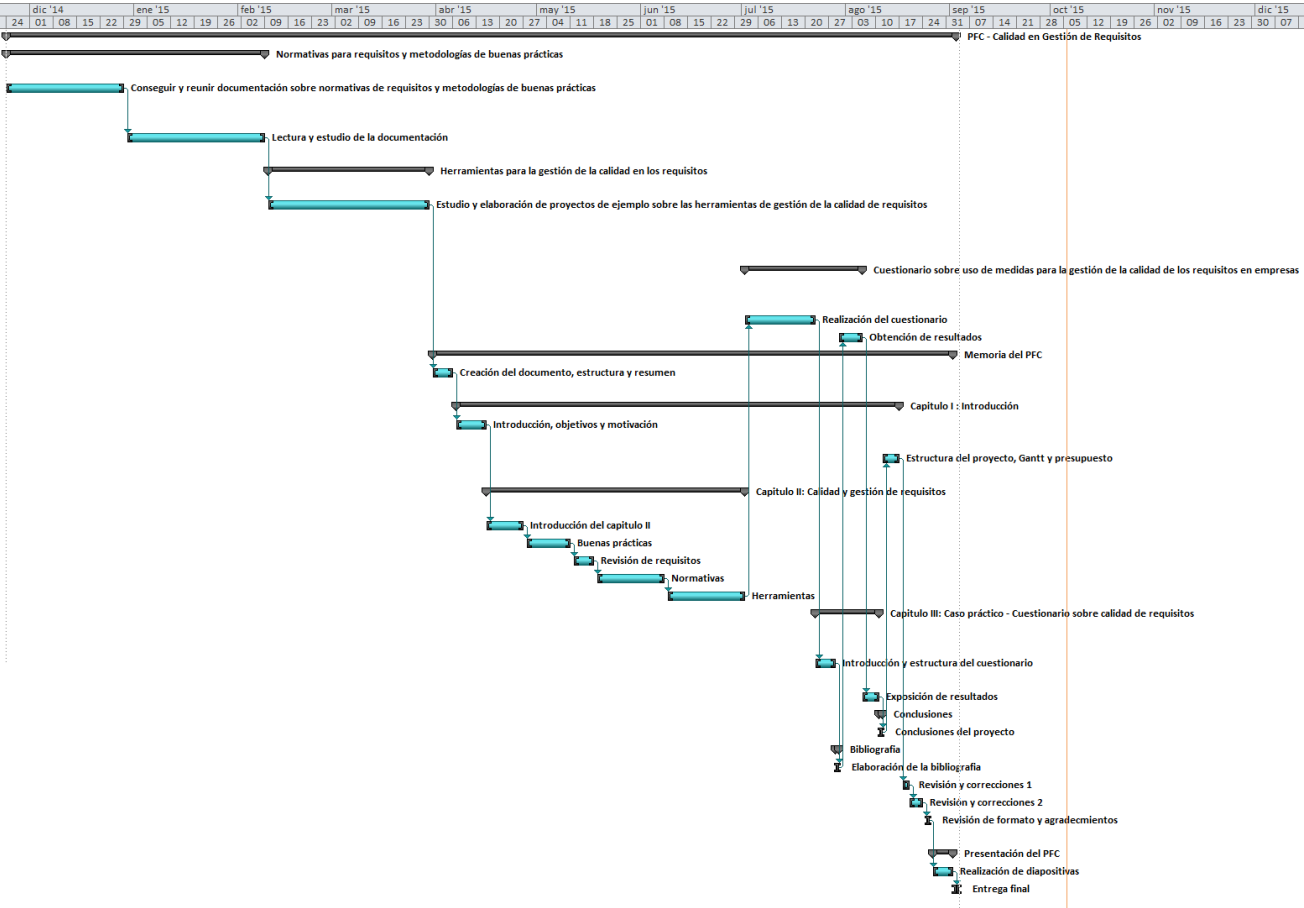 dic '14 ene '15 feb '15 mar '15 abr '15 may '15 jun '15 jul '15 ago '15 sep '15 oct '15 nov '15 dic '15
24 01 08 15 22 29 05 12 19 26 02 09 16 23 02 09 16 23 30 06 13 20 27 04 11 18 25 01 08 15 22 29 06 13 20 27 03 10 17 24 31 07 14 21 28 05 12 19 26 02 09 16 23 30 07
PFC - Calidad en Gestión de Requisitos
Normativas para requisitos y metodologías de buenas prácticas
Conseguir y reunir documentación sobre normativas de requisitos y metodologías de buenas prácticas
Lectura y estudio de la documentación
Herramientas para la gestión de la calidad en los requisitos
Estudio y elaboración de proyectos de ejemplo sobre las herramientas de gestión de la calidad de requisitos
Cuestionario sobre uso de medidas para la gestión de la calidad de los requisitos en empresas
Realización del cuestionario
Obtención de resultados
Memoria del PFC
Creación del documento, estructura y resumen
Capitulo I : Introducción
Introducción, objetivos y motivación
Estructura del proyecto, Gantt y presupuesto
Capitulo II: Calidad y gestión de requisitos
Introducción del capitulo II
Buenas prácticas
Revisión de requisitos
Normativas
Herramientas
Capitulo III: Caso práctico - Cuestionario sobre calidad de requisitos
Introducción y estructura del cuestionario
Exposición de resultados
Conclusiones
Conclusiones del proyecto
Bibliografia
Elaboración de la bibliografia
Revisión y correcciones 1
Revisión y correcciones 2
Revisión de formato y agradecmientos
Presentación del PFC
Realización de diapositivas
Entrega final